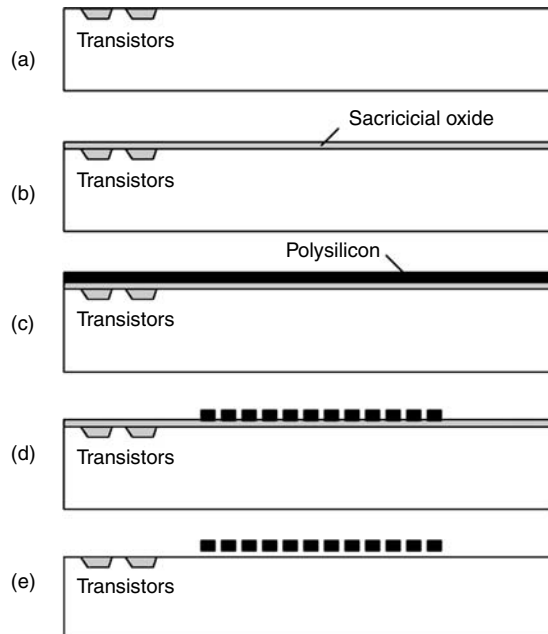 Transistors
(a)
Sacricicial oxide
Transistors
(b)
Polysilicon
Transistors
(c)
Transistors
(d)
Transistors
(e)